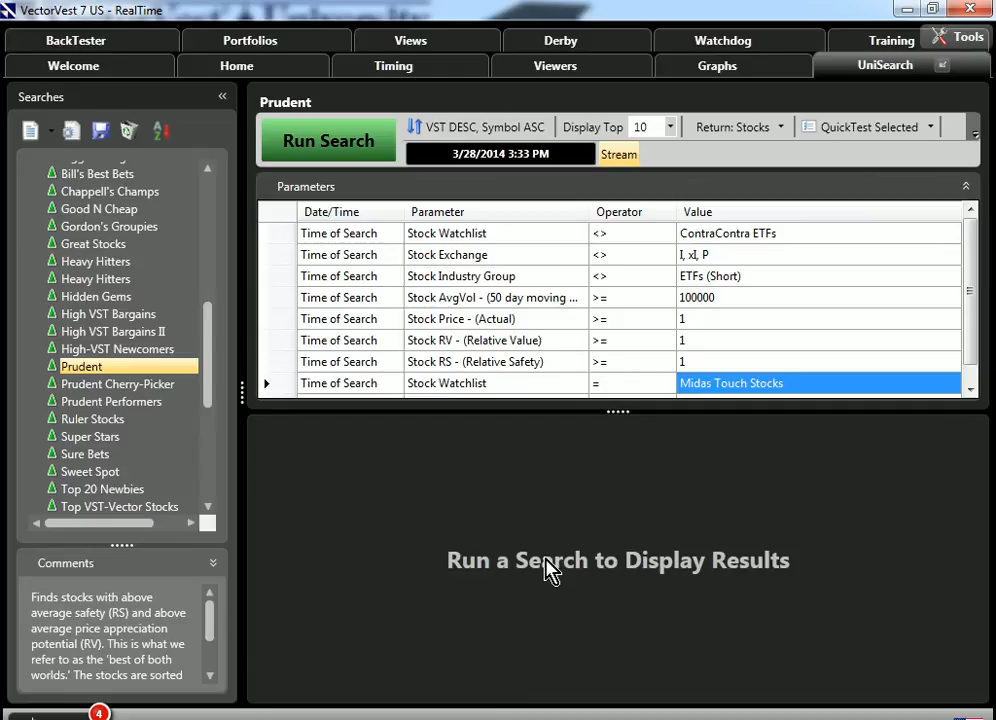 VectorVest 7 US - RealTime
BackTester Portfolios Views Derby Watchdog Training Tools
Welcome Home Timing Viewers Graphs UniSearch
Searches «
Prudent
Run Search
VST DESC, Symbol ASC Display Top 10 Return: Stocks QuickTest Selected
3/28/2014 3:33 PM Stream
Parameters
Date/Time Parameter Operator Value
Time of Search Stock Watchlist <> ContraContra ETFs
Time of Search Stock Exchange <> I, xI, P
Time of Search Stock Industry Group <> ETFs (Short)
Time of Search Stock AvgVol - (50 day moving ... >= 100000
Time of Search Stock Price - (Actual) >= 1
Time of Search Stock RV - (Relative Value) >= 1
Time of Search Stock RS - (Relative Safety) >= 1
Time of Search Stock Watchlist = Midas Touch Stocks
Bill's Best Bets
Chappell's Champs
Good N Cheap
Gordon's Groupies
Great Stocks
Heavy Hitters
Heavy Hitters
Hidden Gems
High VST Bargains
High VST Bargains II
High-VST Newcomers
Prudent
Prudent Cherry-Picker
Prudent Performers
Ruler Stocks
Super Stars
Sure Bets
Sweet Spot
Top 20 Newbies
Top VST-Vector Stocks
Run a Search to Display Results
Comments
Finds stocks with above
average safety (RS) and above
average price appreciation
potential (RV). This is what we
refer to as the 'best of both
worlds.' The stocks are sorted
4